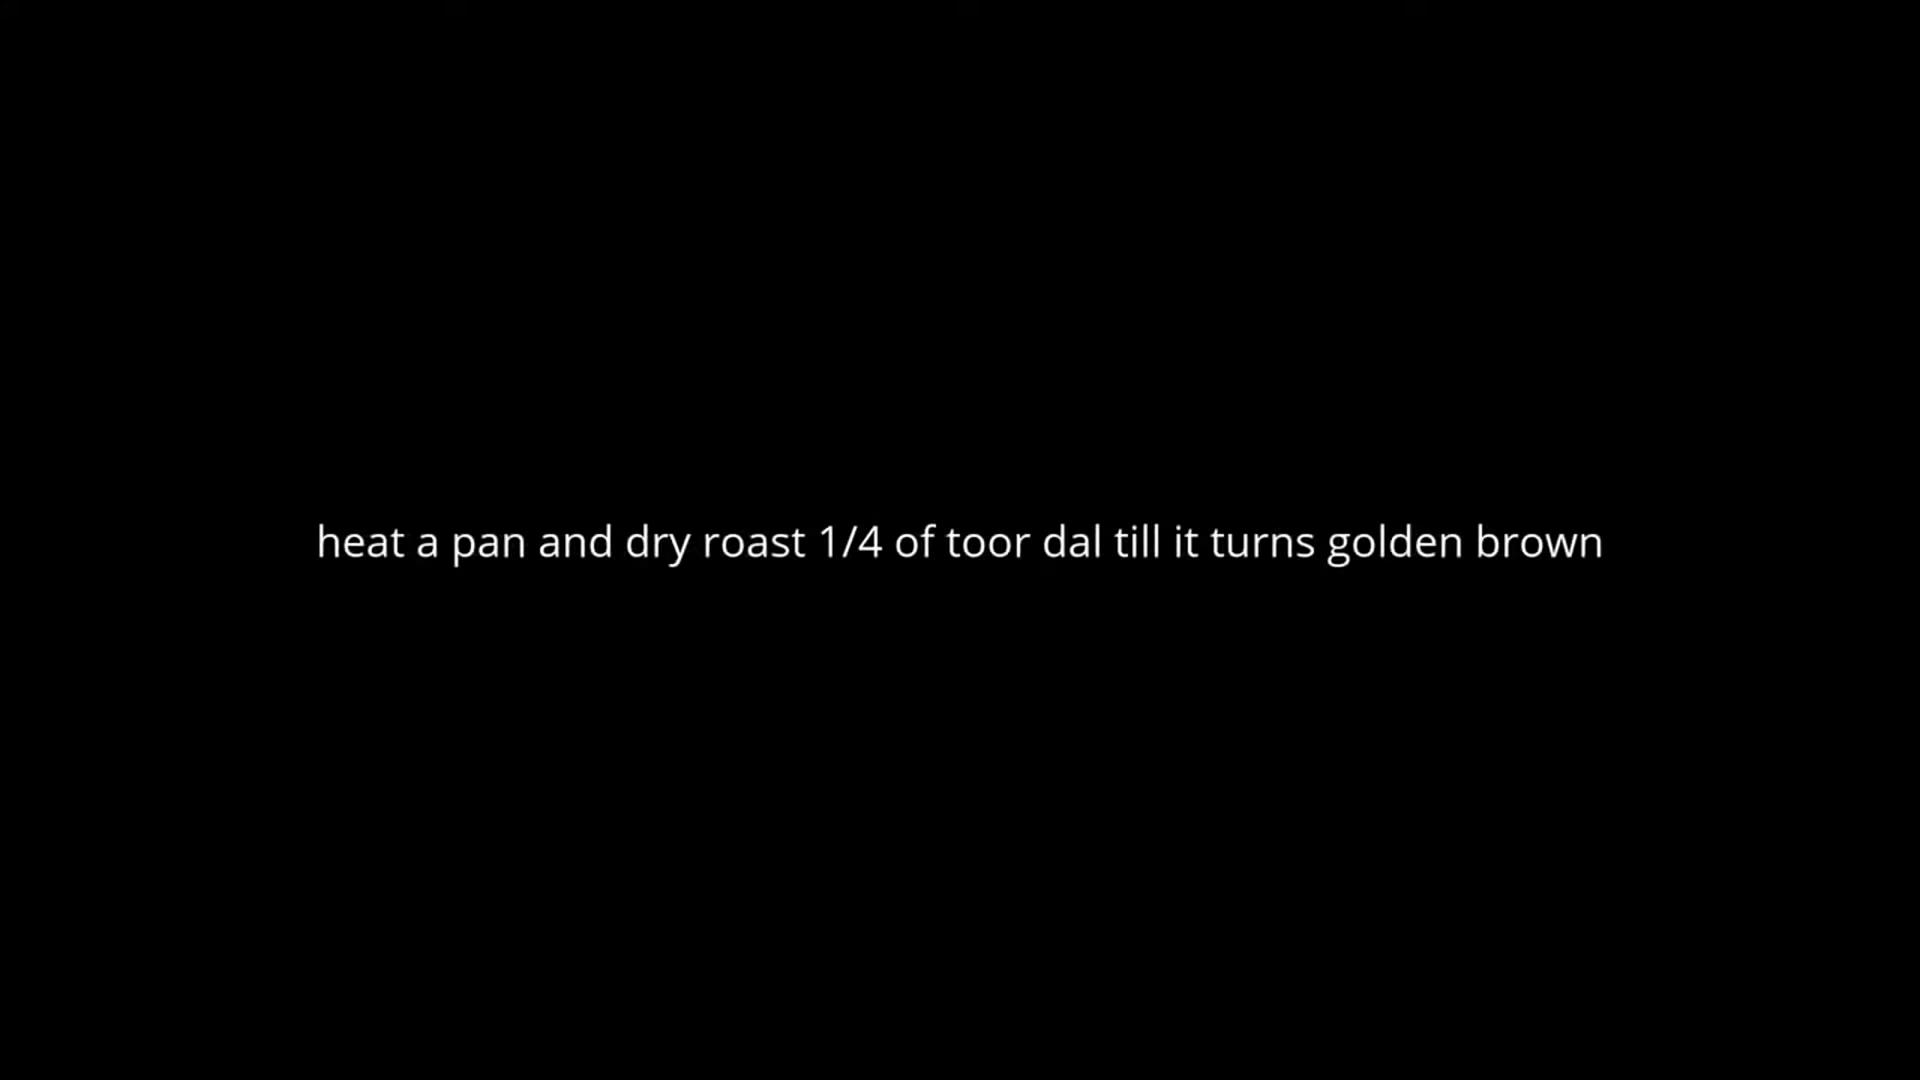 heat a pan and dry roast 1/4 of toor dal till it turns golden brown